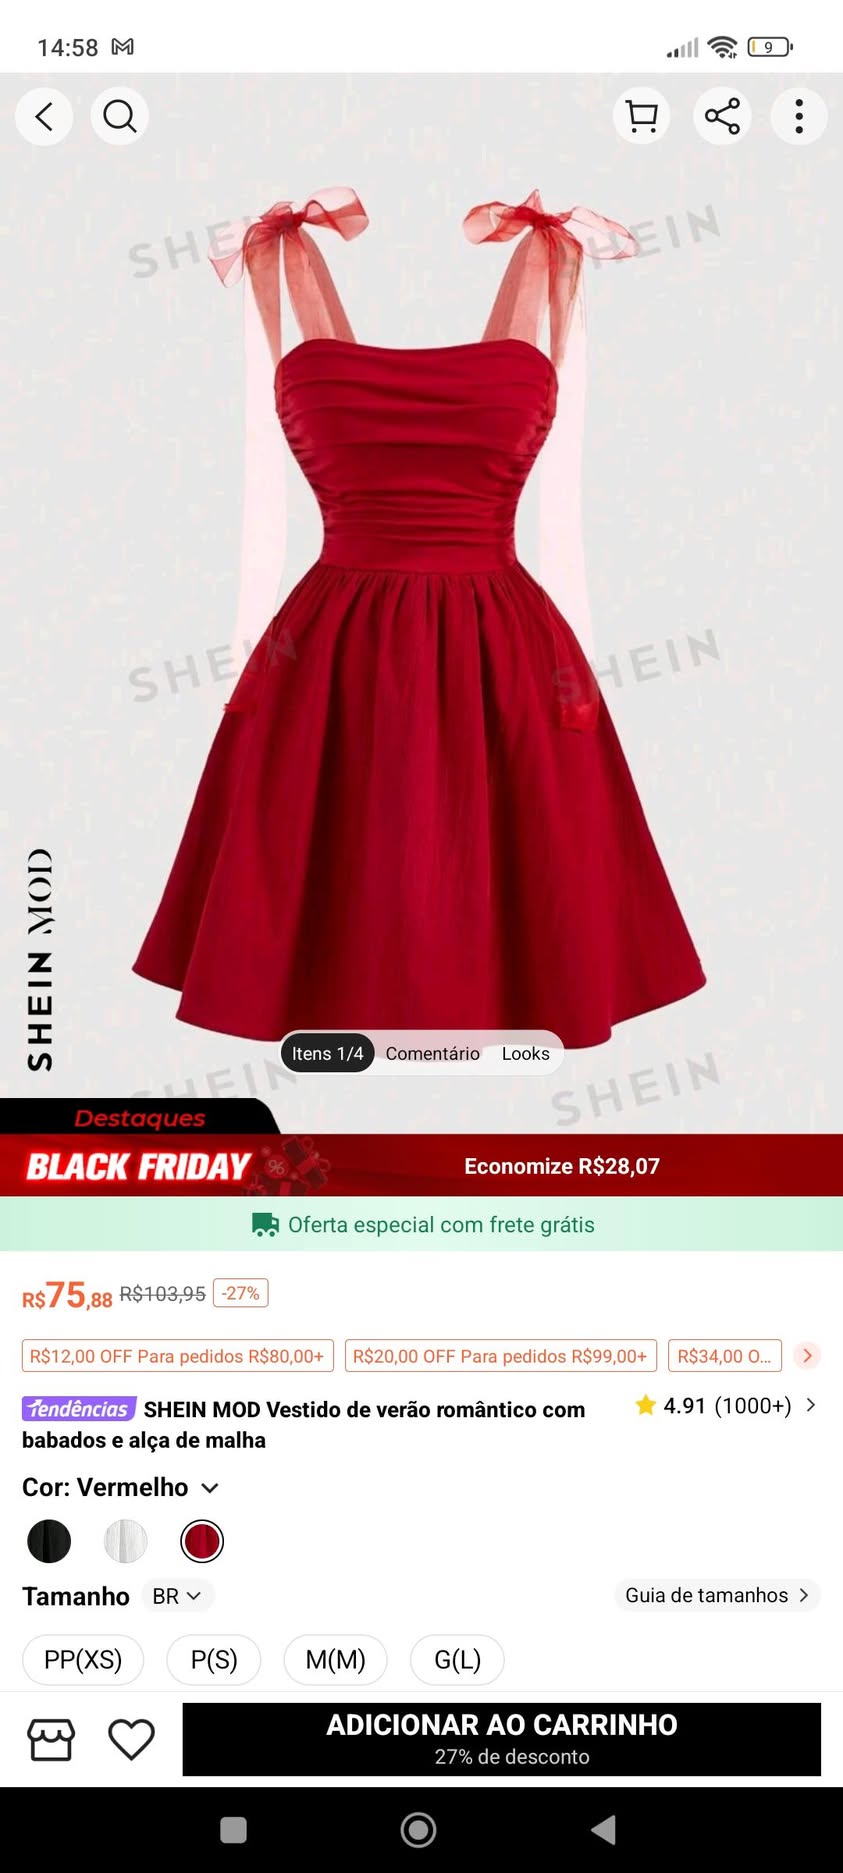 14:58
9
SHEIN
SHEIN
SHEIN
SHEIN
SHEIN MOD
Itens 1/4 Comentário Looks
SHEIN
SHEIN
Destaques
BLACK FRIDAY % Economize R$28,07
Oferta especial com frete grátis
R$75,88 R$103,95 -27%
R$12,00 OFF Para pedidos R$80,00+ R$20,00 OFF Para pedidos R$99,00+ R$34,00 O...
Tendências SHEIN MOD Vestido de verão romântico com 4.91 (1000+)
babados e alça de malha
Cor: Vermelho
Tamanho BR Guia de tamanhos
PP(XS) P(S) M(M) G(L)
ADICIONAR AO CARRINHO
27% de desconto